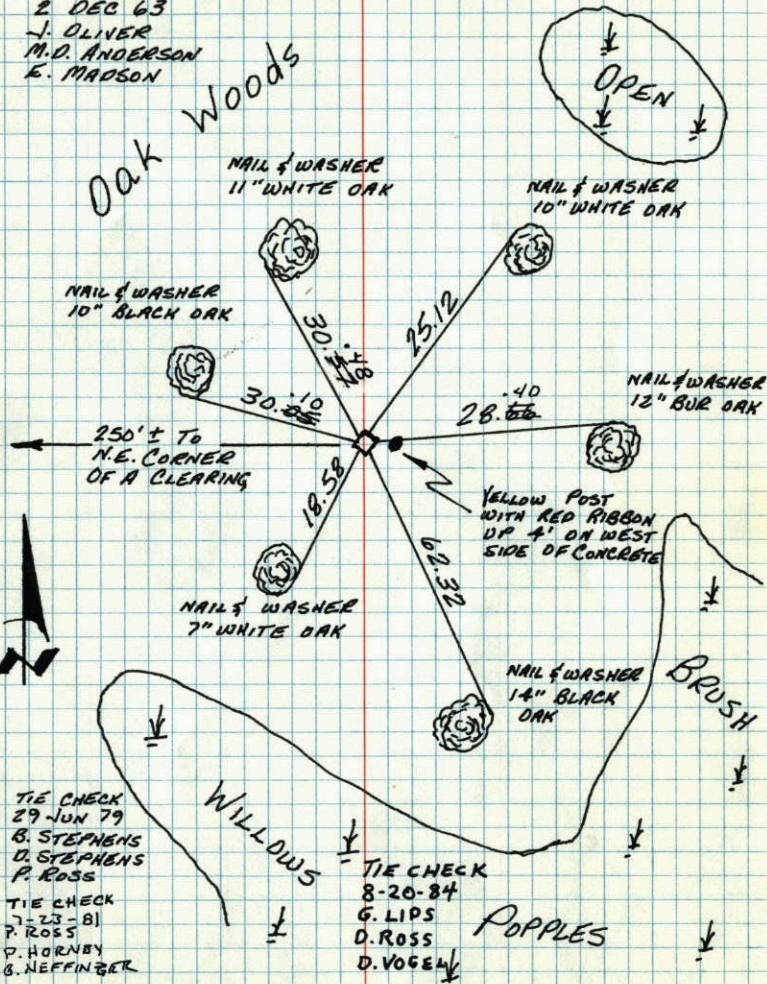 2 DEC 63
J. OLIVER
M.D. ANDERSON
E. MADSON
Oak Woods
OPEN
NAIL & WASHER
11" WHITE OAK
NAIL & WASHER
10" WHITE OAK
NAIL & WASHER
10" BLACK OAK
30.48
25.12
NAIL & WASHER
12" BUR OAK
30.10
28.40
250' ± TO
N.E. CORNER
OF A CLEARING
18.58
62.32
YELLOW POST
WITH RED RIBBON
UP 4' ON WEST
SIDE OF CONCRETE
NAIL & WASHER
7" WHITE OAK
N
NAIL & WASHER
14" BLACK
OAK
BRUSH
WILLOWS
POPPLES
TIE CHECK
29 JUN 79
B. STEPHENS
D. STEPHENS
P. ROSS
TIE CHECK
7-23-81
P. ROSS
P. HORNBY
B. NEFFINGER
TIE CHECK
8-20-84
G. LIPS
D. ROSS
D. VOGEL